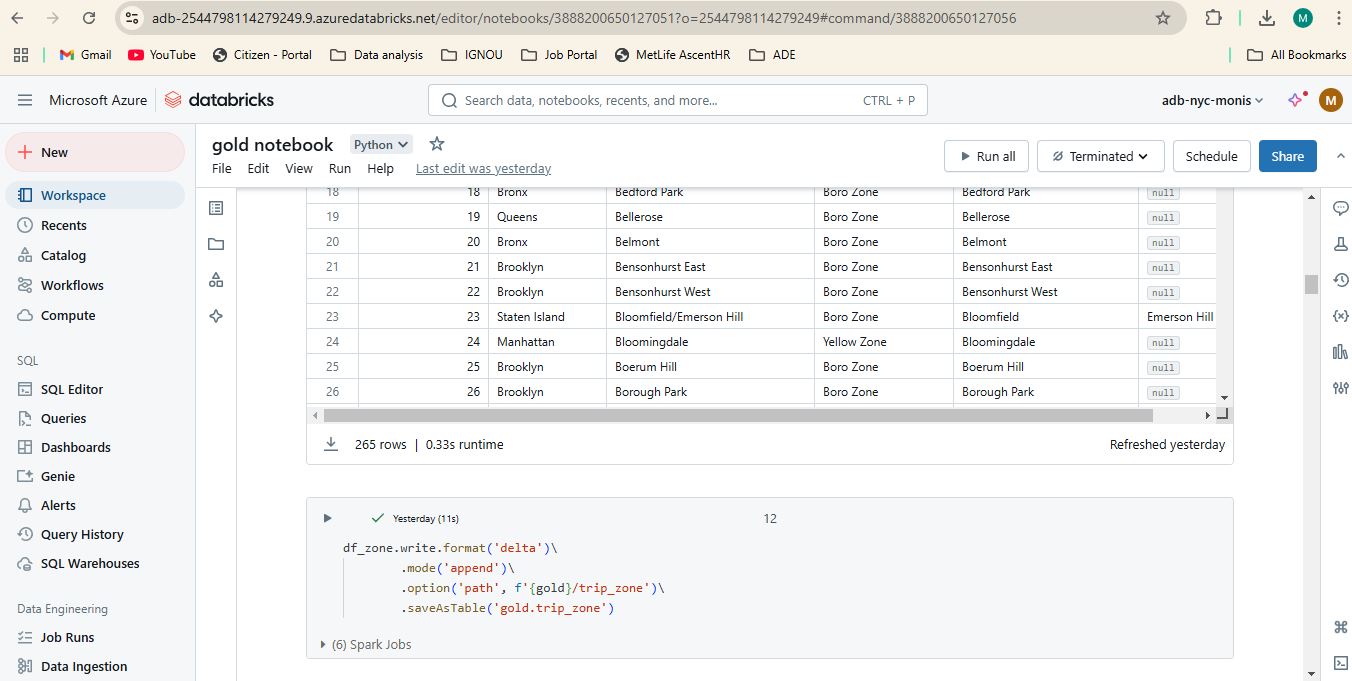 adb-2544798114279249.9.azuredatabricks.net/editor/notebooks/3888200650127051?o=2544798114279249#command/3888200650127056
M
Gmail YouTube Citizen - Portal Data analysis IGNOU Job Portal MetLife AscentHR ADE All Bookmarks
Microsoft Azure databricks Search data, notebooks, recents, and more... CTRL + P adb-nyc-monis M
New
Workspace
Recents
Catalog
Workflows
Compute
SQL
SQL Editor
Queries
Dashboards
Genie
Alerts
Query History
SQL Warehouses
Data Engineering
Job Runs
Data Ingestion
gold notebook Python
File Edit View Run Help Last edit was yesterday
Run all Terminated Schedule Share
18 18 Bronx Bedford Park Boro Zone Bedford Park null
19 19 Queens Bellerose Boro Zone Bellerose null
20 20 Bronx Belmont Boro Zone Belmont null
21 21 Brooklyn Bensonhurst East Boro Zone Bensonhurst East null
22 22 Brooklyn Bensonhurst West Boro Zone Bensonhurst West null
23 23 Staten Island Bloomfield/Emerson Hill Boro Zone Bloomfield Emerson Hill
24 24 Manhattan Bloomingdale Yellow Zone Bloomingdale null
25 25 Brooklyn Boerum Hill Boro Zone Boerum Hill null
26 26 Brooklyn Borough Park Boro Zone Borough Park null
265 rows | 0.33s runtime Refreshed yesterday
Yesterday (11s) 12
df_zone.write.format('delta')\
.mode('append')\
.option('path', f'{gold}/trip_zone')\
.saveAsTable('gold.trip_zone')
(6) Spark Jobs